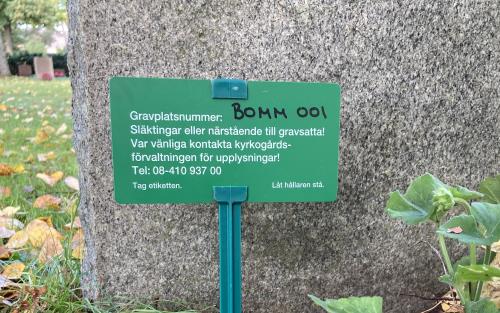 Gravplatsnummer: BOMM 001
Släktingar eller närstående till gravsatta!
Var vänliga kontakta kyrkogårds-
förvaltningen för upplysningar!
Tel: 08-410 937 00
Tag etiketten. Låt hållaren stå.